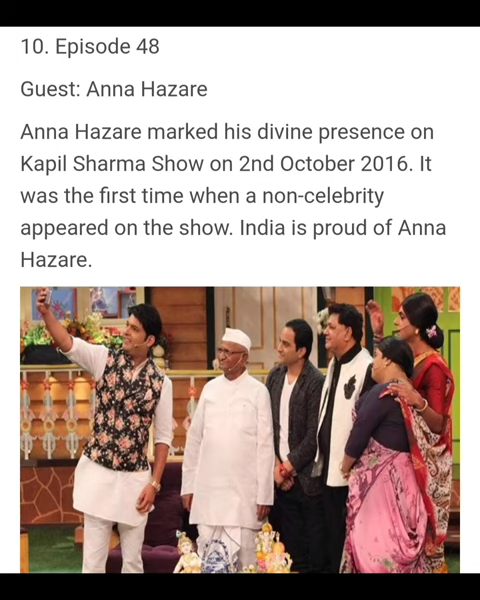 10. Episode 48
Guest: Anna Hazare
Anna Hazare marked his divine presence on
Kapil Sharma Show on 2nd October 2016. It
was the first time when a non-celebrity
appeared on the show. India is proud of Anna
Hazare.